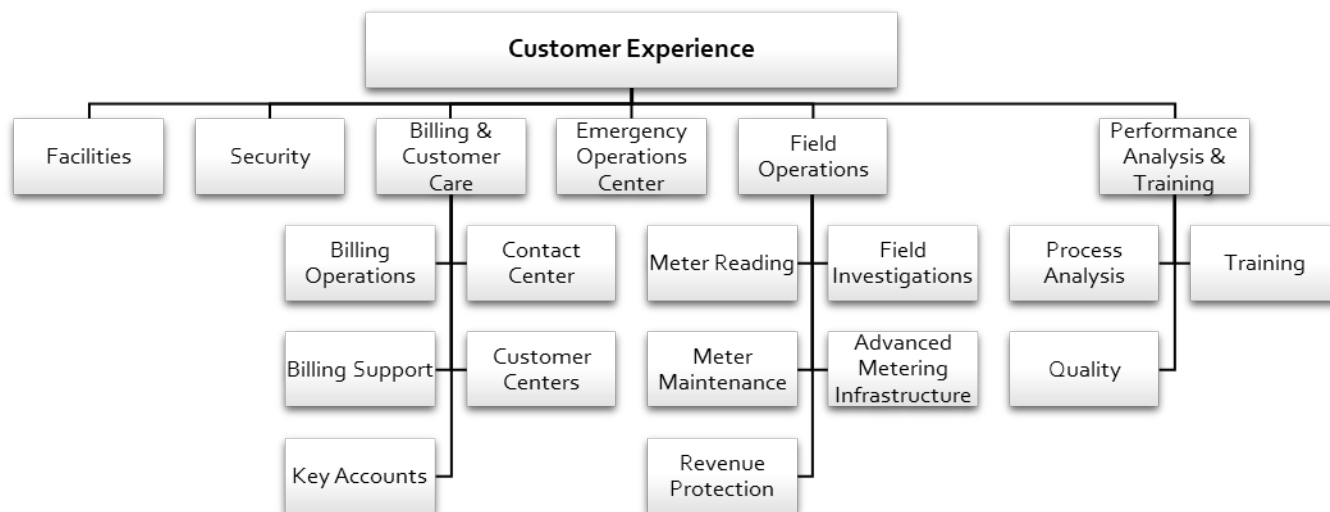 Customer Experience
Facilities
Security
Billing &
Customer
Care
Emergency
Operations
Center
Field
Operations
Performance
Analysis &
Training
Billing
Operations
Contact
Center
Meter Reading
Field
Investigations
Process
Analysis
Training
Billing Support
Customer
Centers
Meter
Maintenance
Advanced
Metering
Infrastructure
Quality
Key Accounts
Revenue
Protection